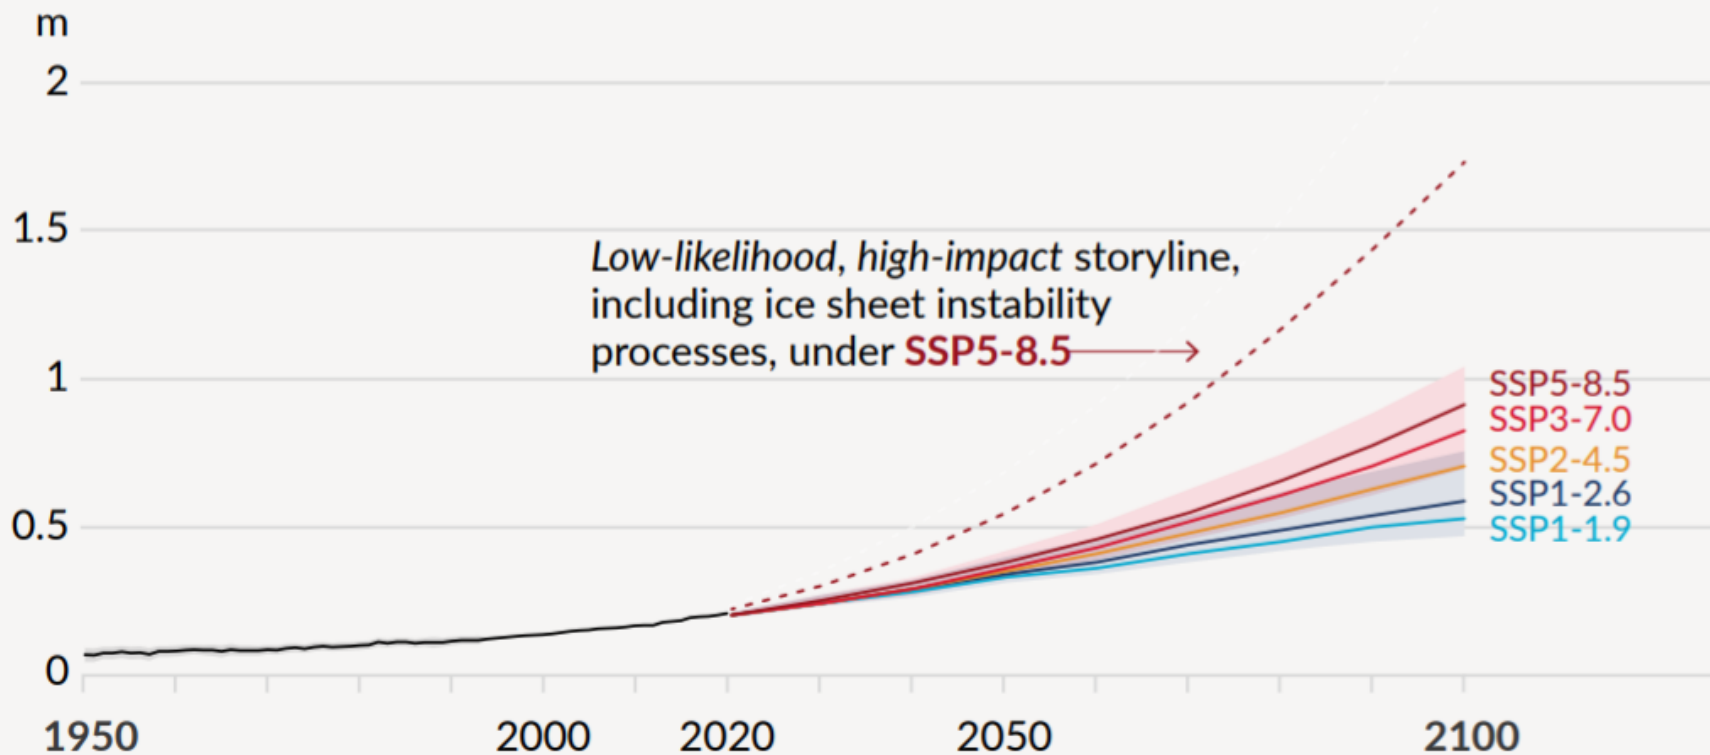 m
2
1.5
Low-likelihood, high-impact storyline,
including ice sheet instability
processes, under SSP5-8.5
1
SSP5-8.5
SSP3-7.0
SSP2-4.5
SSP1-2.6
0.5
SSP1-1.9
0
1950 2000 2020 2050 2100